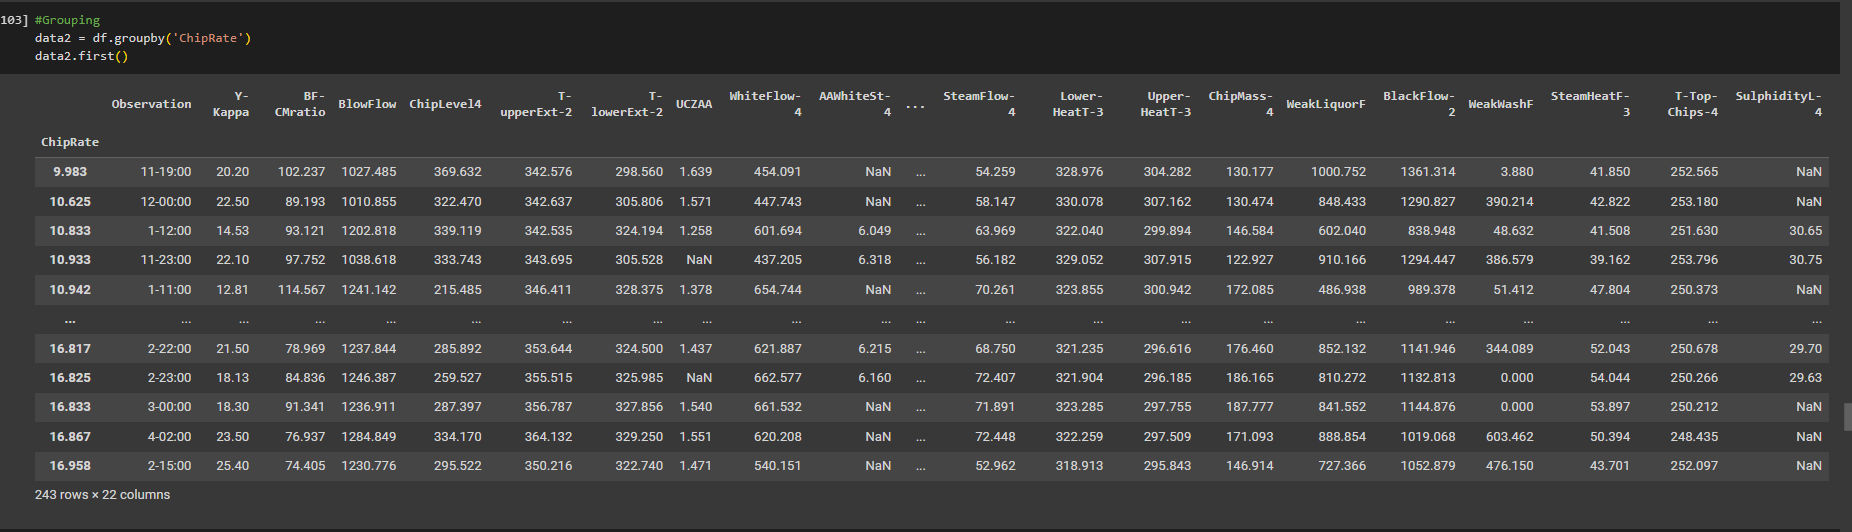 103] #Grouping
data2 = df.groupby('ChipRate')
data2.first()
Observation Y-Kappa BF-CMratio BlowFlow ChipLevel4 T-upperExt-2 T-lowerExt-2 UCZAA WhiteFlow-4 AAWhiteSt-4 ... SteamFlow-4 Lower-HeatT-3 Upper-HeatT-3 ChipMass-4 WeakLiquorF BlackFlow-2 WeakWashF SteamHeatF-3 T-Top-Chips-4 SulphidityL-4
ChipRate
9.983 11-19:00 20.20 102.237 1027.485 369.632 342.576 298.560 1.639 454.091 NaN ... 54.259 328.976 304.282 130.177 1000.752 1361.314 3.880 41.850 252.565 NaN
10.625 12-00:00 22.50 89.193 1010.855 322.470 342.637 305.806 1.571 447.743 NaN ... 58.147 330.078 307.162 130.474 848.433 1290.827 390.214 42.822 253.180 NaN
10.833 1-12:00 14.53 93.121 1202.818 339.119 342.535 324.194 1.258 601.694 6.049 ... 63.969 322.040 299.894 146.584 602.040 838.948 48.632 41.508 251.630 30.65
10.933 11-23:00 22.10 97.752 1038.618 333.743 343.695 305.528 NaN 437.205 6.318 ... 56.182 329.052 307.915 122.927 910.166 1294.447 386.579 39.162 253.796 30.75
10.942 1-11:00 12.81 114.567 1241.142 215.485 346.411 328.375 1.378 654.744 NaN ... 70.261 323.855 300.942 172.085 486.938 989.378 51.412 47.804 250.373 NaN
... ... ... ... ... ... ... ... ... ... ... ... ... ... ... ... ... ... ... ... ... ...
16.817 2-22:00 21.50 78.969 1237.844 285.892 353.644 324.500 1.437 621.887 6.215 ... 68.750 321.235 296.616 176.460 852.132 1141.946 344.089 52.043 250.678 29.70
16.825 2-23:00 18.13 84.836 1246.387 259.527 355.515 325.985 NaN 662.577 6.160 ... 72.407 321.904 296.185 186.165 810.272 1132.813 0.000 54.044 250.266 29.63
16.833 3-00:00 18.30 91.341 1236.911 287.397 356.787 327.856 1.540 661.532 NaN ... 71.891 323.285 297.755 187.777 841.552 1144.876 0.000 53.897 250.212 NaN
16.867 4-02:00 23.50 76.937 1284.849 334.170 364.132 329.250 1.551 620.208 NaN ... 72.448 322.259 297.509 171.093 888.854 1019.068 603.462 50.394 248.435 NaN
16.958 2-15:00 25.40 74.405 1230.776 295.522 350.216 322.740 1.471 540.151 NaN ... 52.962 318.913 295.843 146.914 727.366 1052.879 476.150 43.701 252.097 NaN
243 rows × 22 columns